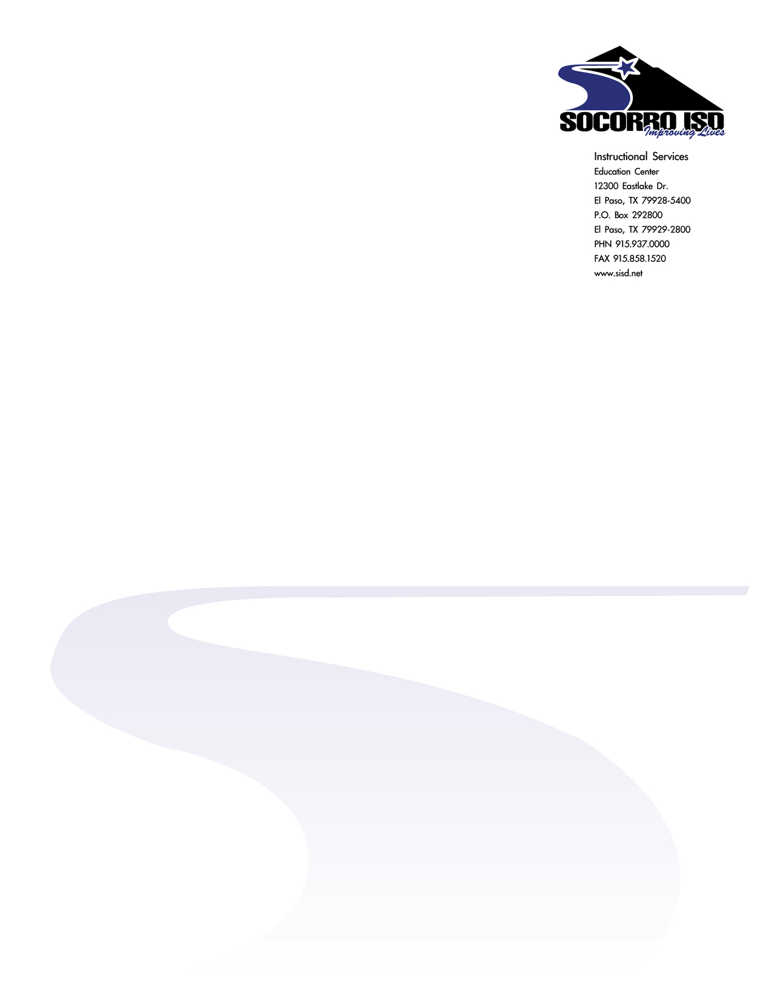 SOCORRO ISD
Improving Lives
Instructional Services
Education Center
12300 Eastlake Dr.
El Paso, TX 79928-5400
P.O. Box 292800
El Paso, TX 79929-2800
PHN 915.937.0000
FAX 915.858.1520
www.sisd.net